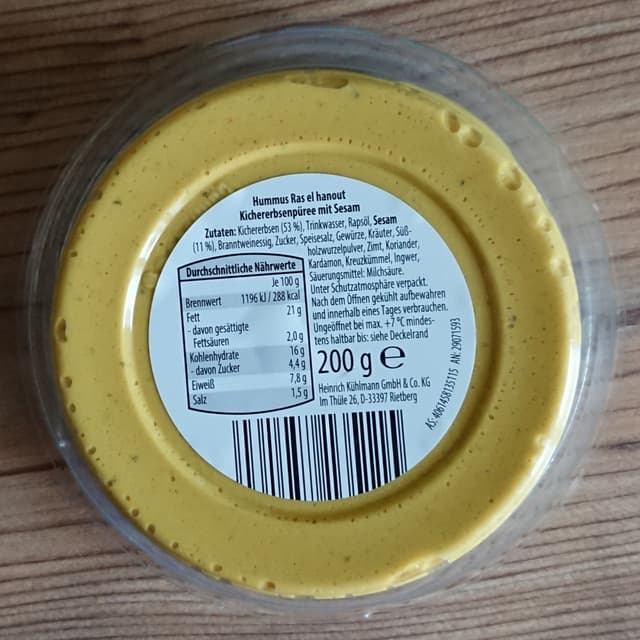 Hummus Ras el hanout
Kichererbsenpüree mit Sesam
Zutaten: Kichererbsen (53 %), Trinkwasser, Rapsöl, Sesam
(11 %), Branntweinessig, Zucker, Speisesalz, Gewürze, Kräuter, Süß-
holzwurzelpulver, Zimt, Koriander,
Kardamon, Kreuzkümmel, Ingwer,
Säuerungsmittel: Milchsäure.
Unter Schutzatmosphäre verpackt.
Nach dem Öffnen gekühlt aufbewahren
und innerhalb eines Tages verbrauchen.
Ungeöffnet bei max. +7 °C mindes-
tens haltbar bis: siehe Deckelrand
Durchschnittliche Nährwerte
Je 100 g
Brennwert 1196 kJ / 288 kcal
Fett 21 g
- davon gesättigte
Fettsäuren 2,0 g
Kohlenhydrate 16 g
- davon Zucker 4,4 g
Eiweiß 7,8 g
Salz 1,5 g
200 g e
Heinrich Kühlmann GmbH & Co. KG
Im Thüle 26, D-33397 Rietberg
AS: 4061458135115 AN: 29071593